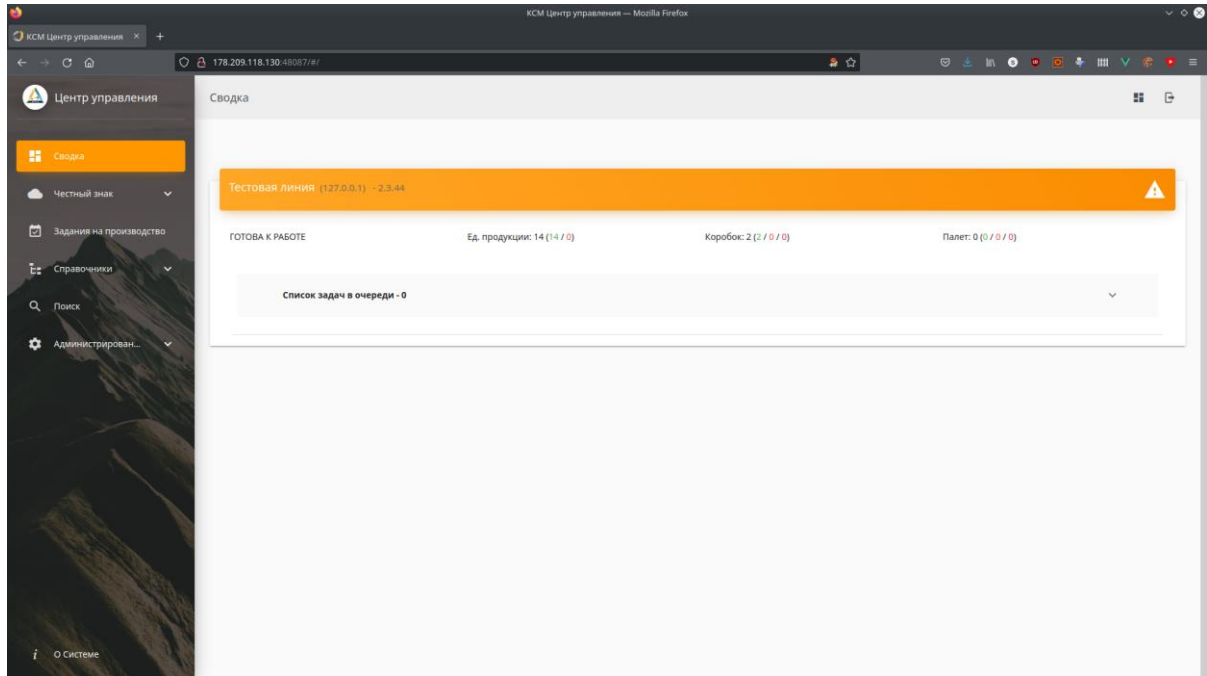 КСМ Центр управления — Mozilla Firefox
КСМ Центр управления × +
178.209.118.130:48087/#/
Центр управления
Сводка
Сводка
Честный знак
Задания на производство
Справочники
Поиск
Администрирован...
Тестовая линия (127.0.0.1) - 2.3.44
ГОТОВА К РАБОТЕ Ед. продукции: 14 (14 / 0) Коробок: 2 (2 / 0 / 0) Палет: 0 (0 / 0 / 0)
Список задач в очереди - 0
i О Системе